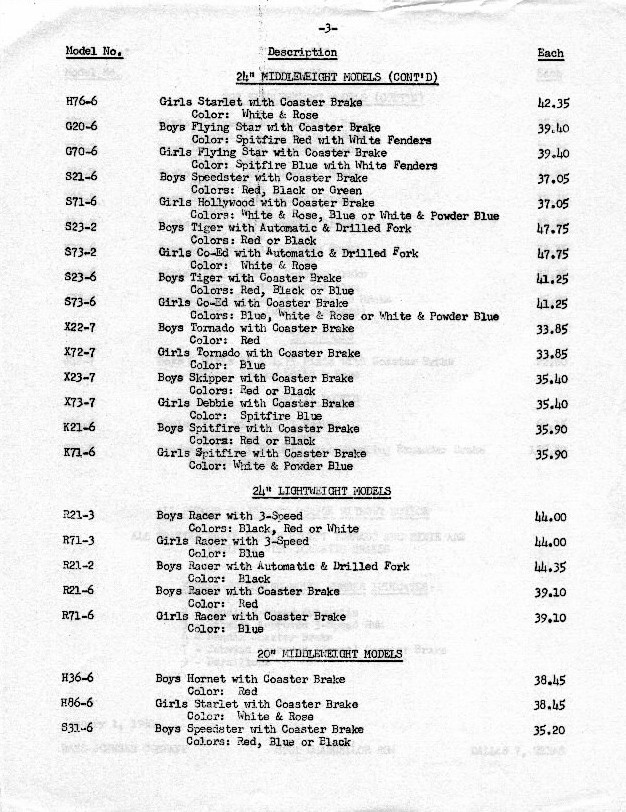 -3-
Model No. Description Each
24" MIDDLEWEIGHT MODELS (CONT'D)
H76-6 Girls Starlet with Coaster Brake 42.35
Color: White & Rose
G20-6 Boys Flying Star with Coaster Brake 39.40
Color: Spitfire Red with White Fenders
G70-6 Girls Flying Star with Coaster Brake 39.40
Color: Spitfire Blue with White Fenders
S21-6 Boys Speedster with Coaster Brake 37.05
Colors: Red, Black or Green
S71-6 Girls Hollywood with Coaster Brake 37.05
Colors: White & Rose, Blue or White & Powder Blue
S23-2 Boys Tiger with Automatic & Drilled Fork 47.75
Colors: Red or Black
S73-2 Girls Co-Ed with Automatic & Drilled Fork 47.75
Color: White & Rose
S23-6 Boys Tiger with Coaster Brake 41.25
Colors: Red, Black or Blue
S73-6 Girls Co-Ed with Coaster Brake 41.25
Colors: Blue, White & Rose or White & Powder Blue
X22-7 Boys Tornado with Coaster Brake 33.85
Color: Red
X72-7 Girls Tornado with Coaster Brake 33.85
Color: Blue
X23-7 Boys Skipper with Coaster Brake 35.40
Colors: Red or Black
X73-7 Girls Debbie with Coaster Brake 35.40
Color: Spitfire Blue
K21-6 Boys Spitfire with Coaster Brake 35.90
Colors: Red or Black
K71-6 Girls Spitfire with Coaster Brake 35.90
Color: White & Powder Blue
24" LIGHTWEIGHT MODELS
R21-3 Boys Racer with 3-Speed 44.00
Colors: Black, Red or White
R71-3 Girls Racer with 3-Speed 44.00
Color: Blue
R21-2 Boys Racer with Automatic & Drilled Fork 44.35
Color: Black
R21-6 Boys Racer with Coaster Brake 39.10
Color: Red
R71-6 Girls Racer with Coaster Brake 39.10
Color: Blue
20" MIDDLEWEIGHT MODELS
H36-6 Boys Hornet with Coaster Brake 38.45
Color: Red
H86-6 Girls Starlet with Coaster Brake 38.45
Color: White & Rose
S31-6 Boys Speedster with Coaster Brake 35.20
Colors: Red, Blue or Black